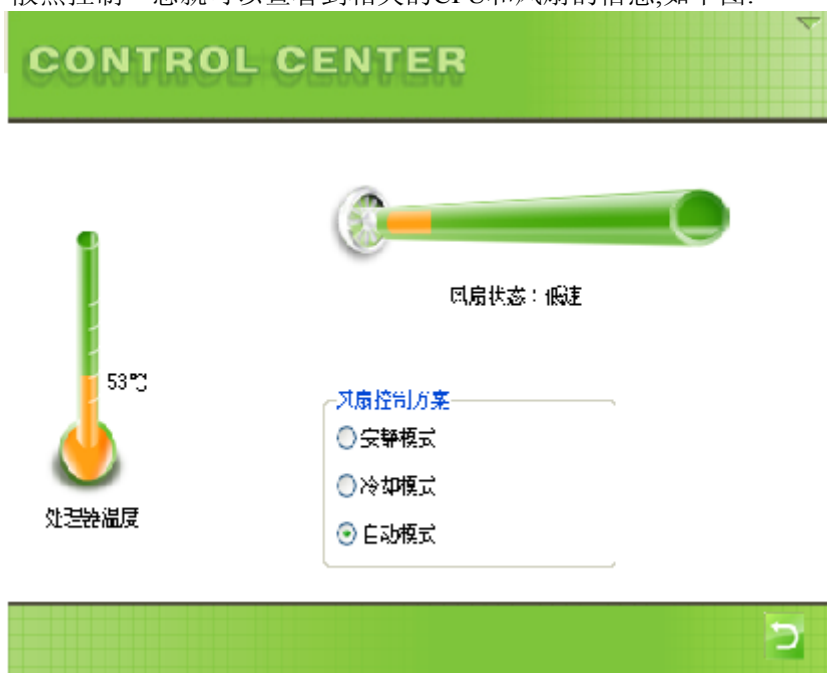 CONTROL CENTER
风扇状态：低速
53℃
风扇控制方案
安静模式
冷却模式
处理器温度
自动模式